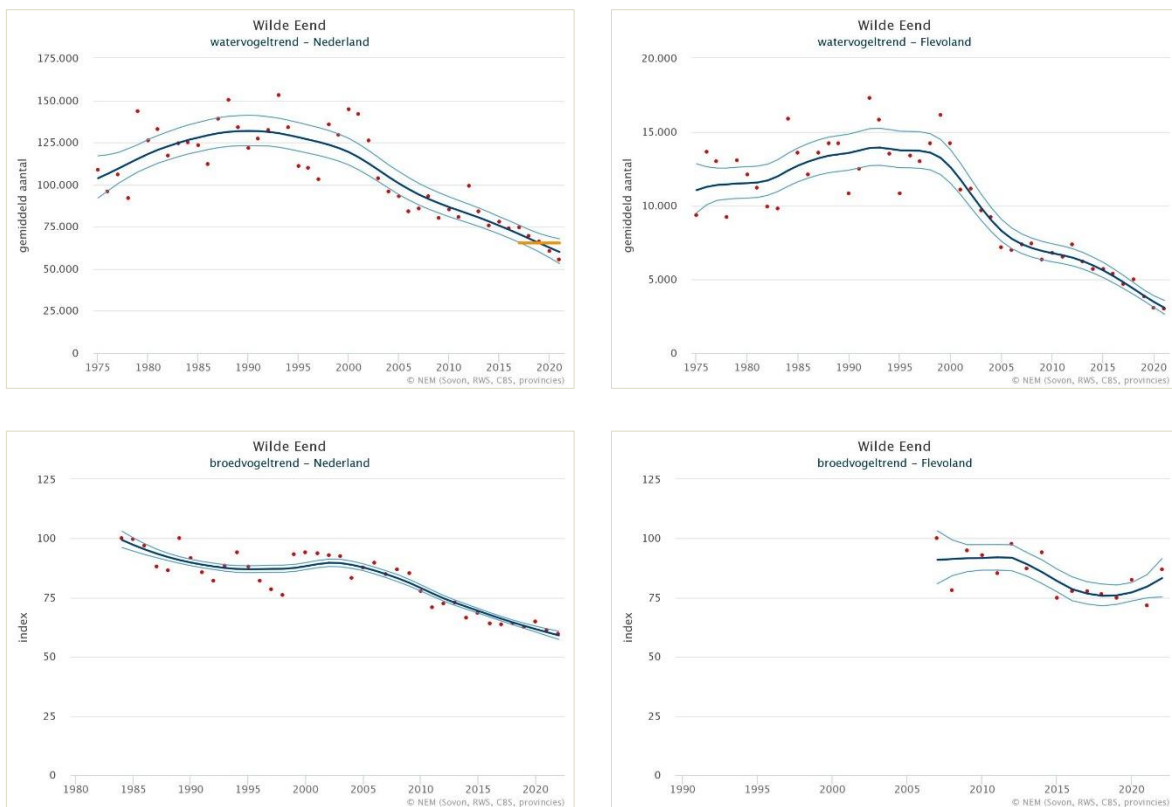 Wilde Eend
watervogeltrend – Nederland
gemiddeld aantal
175.000
150.000
125.000
100.000
75.000
50.000
25.000
0
1975 1980 1985 1990 1995 2000 2005 2010 2015 2020
© NEM (Sovon, RWS, CBS, provincies)
Wilde Eend
watervogeltrend – Flevoland
gemiddeld aantal
20.000
15.000
10.000
5.000
0
1975 1980 1985 1990 1995 2000 2005 2010 2015 2020
© NEM (Sovon, RWS, CBS, provincies)
Wilde Eend
broedvogeltrend – Nederland
index
125
100
75
50
25
0
1980 1985 1990 1995 2000 2005 2010 2015 2020
© NEM (Sovon, RWS, CBS, provincies)
Wilde Eend
broedvogeltrend – Flevoland
index
125
100
75
50
25
0
1990 1995 2000 2005 2010 2015 2020
© NEM (Sovon, RWS, CBS, provincies)